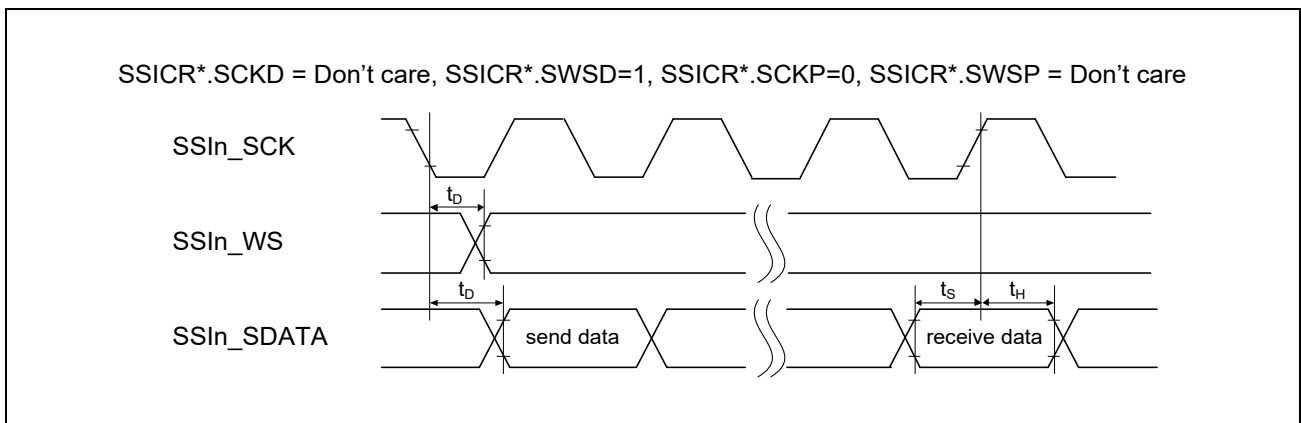 SSICR*.SCKD = Don't care, SSICR*.SWSD=1, SSICR*.SCKP=0, SSICR*.SWSP = Don't care
SSIn_SCK
tD
SSIn_WS
tD
tS
tH
SSIn_SDATA
send data
receive data